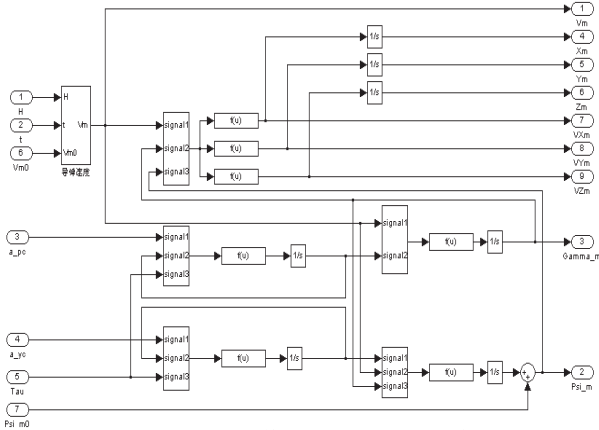 1
Vm
1/s
4
Xm
1/s
5
Ym
1/s
6
Zm
1
H
2
t
6
Vm0
H
t
Vm0
Vm
导弹速度
signal1
signal2
signal3
f(u)
f(u)
f(u)
7
VXm
8
VYm
9
VZm
3
a_pc
signal1
signal2
signal3
f(u)
1/s
signal1
signal2
f(u)
1/s
3
Gamma_m
4
a_yc
5
Tau
7
Psi_m0
signal1
signal2
signal3
f(u)
1/s
signal1
signal2
signal3
f(u)
1/s
+
+
2
Psi_m